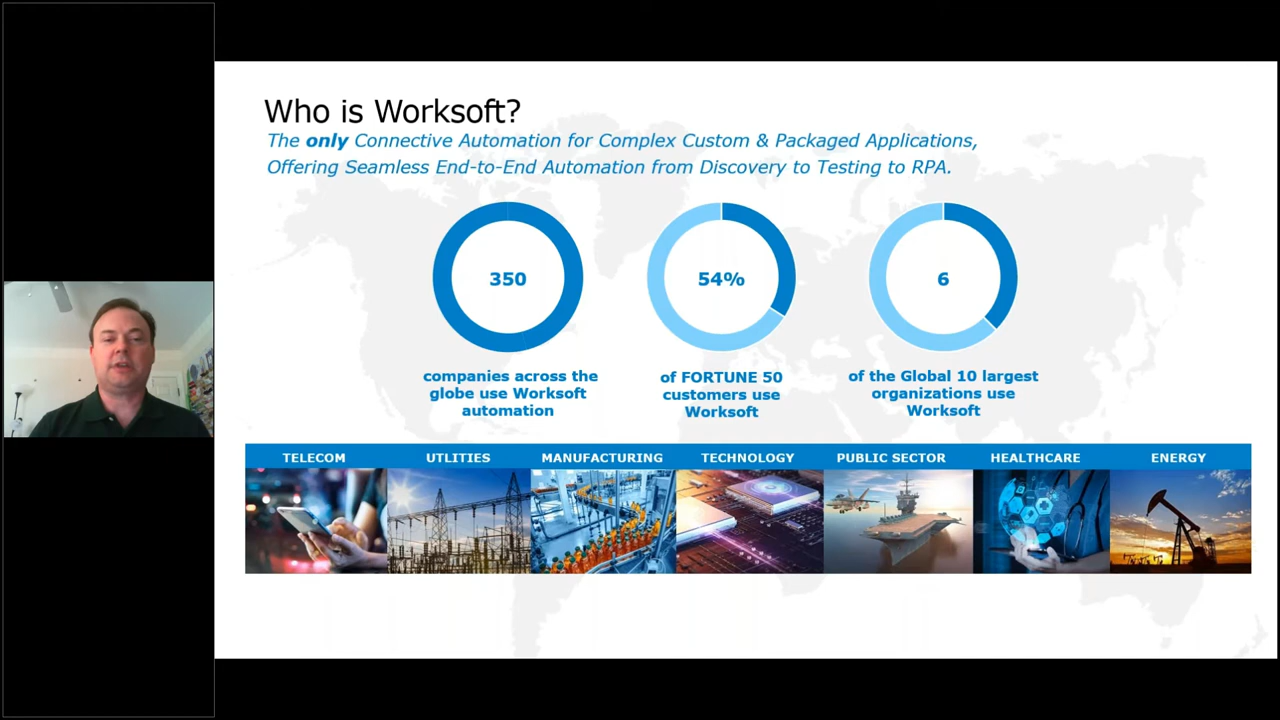 Who is Worksoft?
The only Connective Automation for Complex Custom & Packaged Applications,
Offering Seamless End-to-End Automation from Discovery to Testing to RPA.
350
54%
6
companies across the
globe use Worksoft
automation
of FORTUNE 50
customers use
Worksoft
of the Global 10 largest
organizations use
Worksoft
TELECOM
UTLITIES
MANUFACTURING
TECHNOLOGY
PUBLIC SECTOR
HEALTHCARE
ENERGY